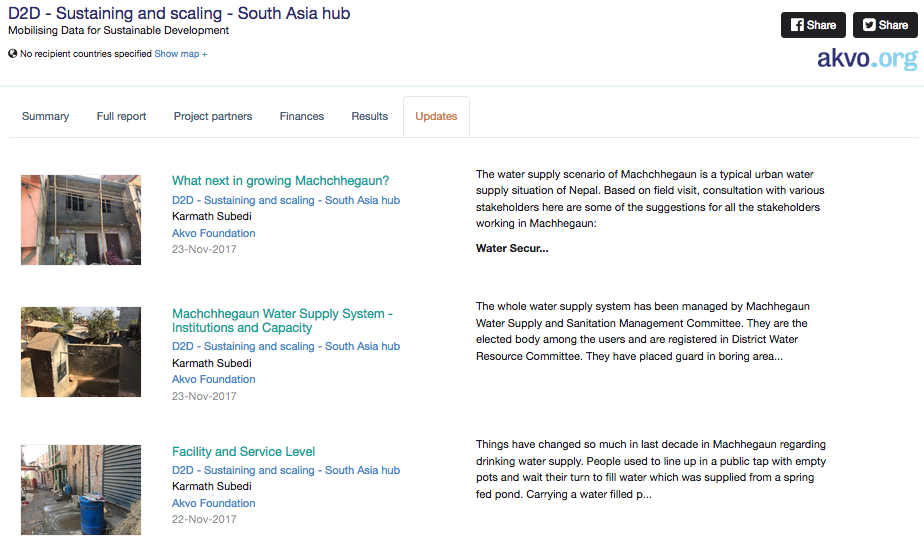 D2D - Sustaining and scaling - South Asia hub
Mobilising Data for Sustainable Development
No recipient countries specified Show map +
Share
Share
akvo.org
Summary
Full report
Project partners
Finances
Results
Updates
What next in growing Machchhegaun?
D2D - Sustaining and scaling - South Asia hub
Karmath Subedi
Akvo Foundation
23-Nov-2017
The water supply scenario of Machchhegaun is a typical urban water
supply situation of Nepal. Based on field visit, consultation with various
stakeholders here are some of the suggestions for all the stakeholders
working in Machhegaun:
Water Secur...
Machchhegaun Water Supply System -
Institutions and Capacity
D2D - Sustaining and scaling - South Asia hub
Karmath Subedi
Akvo Foundation
23-Nov-2017
The whole water supply system has been managed by Machhegaun
Water Supply and Sanitation Management Committee. They are the
elected body among the users and are registered in District Water
Resource Committee. They have placed guard in boring area...
Facility and Service Level
D2D - Sustaining and scaling - South Asia hub
Karmath Subedi
Akvo Foundation
22-Nov-2017
Things have changed so much in last decade in Machhegaun regarding
drinking water supply. People used to line up in a public tap with empty
pots and wait their turn to fill water which was supplied from a spring
fed pond. Carrying a water filled p...